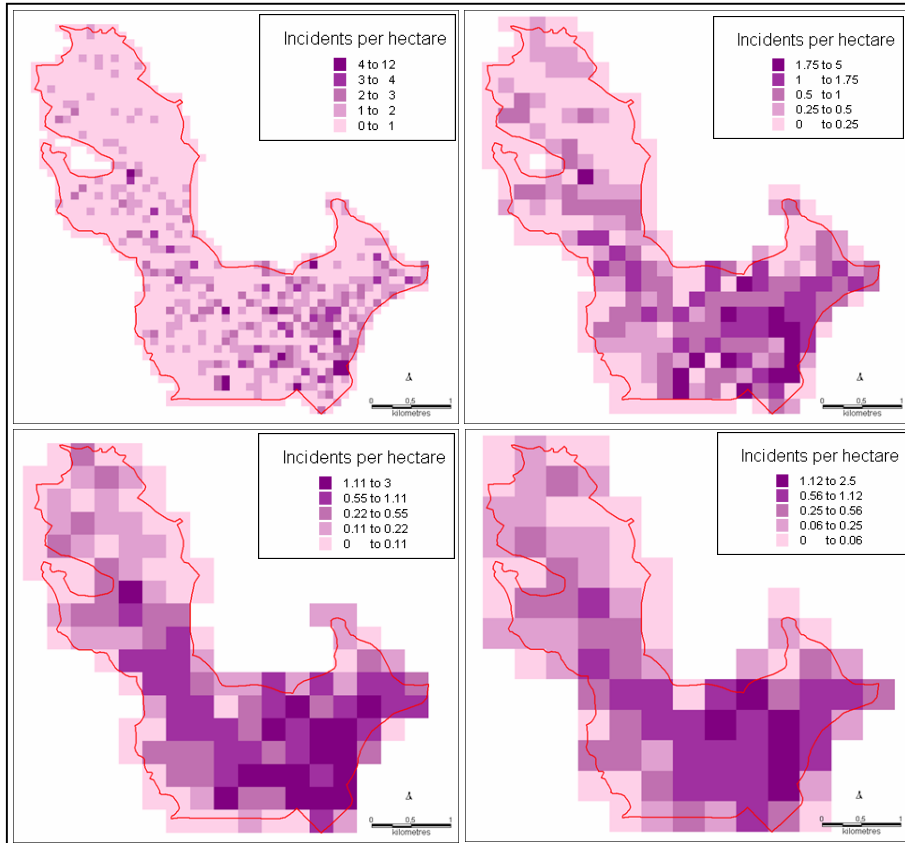 Incidents per hectare
4 to 12
3 to 4
2 to 3
1 to 2
0 to 1
0 0.5 1
kilometres
Incidents per hectare
1.75 to 5
1 to 1.75
0.5 to 1
0.25 to 0.5
0 to 0.25
0 0.5 1
kilometres
Incidents per hectare
1.11 to 3
0.55 to 1.11
0.22 to 0.55
0.11 to 0.22
0 to 0.11
0 0.5 1
kilometres
Incidents per hectare
1.12 to 2.5
0.56 to 1.12
0.25 to 0.56
0.06 to 0.25
0 to 0.06
0 0.5 1
kilometres